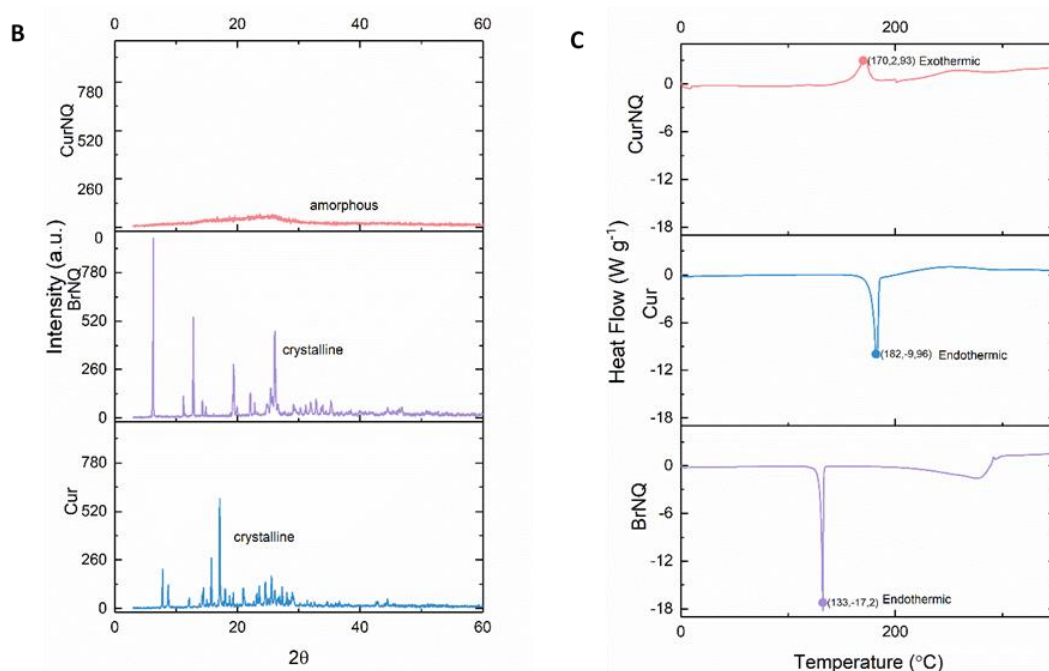 B
0 20 40 60
780
520
260
0
CurNQ
amorphous
780
520
260
0
BrNQ
crystalline
780
520
260
0
Cur
crystalline
Intensity (a.u.)
0 20 40 60
2θ
C
0 200
0
-6
-12
-18
CurNQ
(170,2,93) Exothermic
0
-6
-12
-18
Cur
(182,-9,96) Endothermic
0
-6
-12
-18
BrNQ
(133,-17,2) Endothermic
Heat Flow (W g-1)
0 200
Temperature (°C)